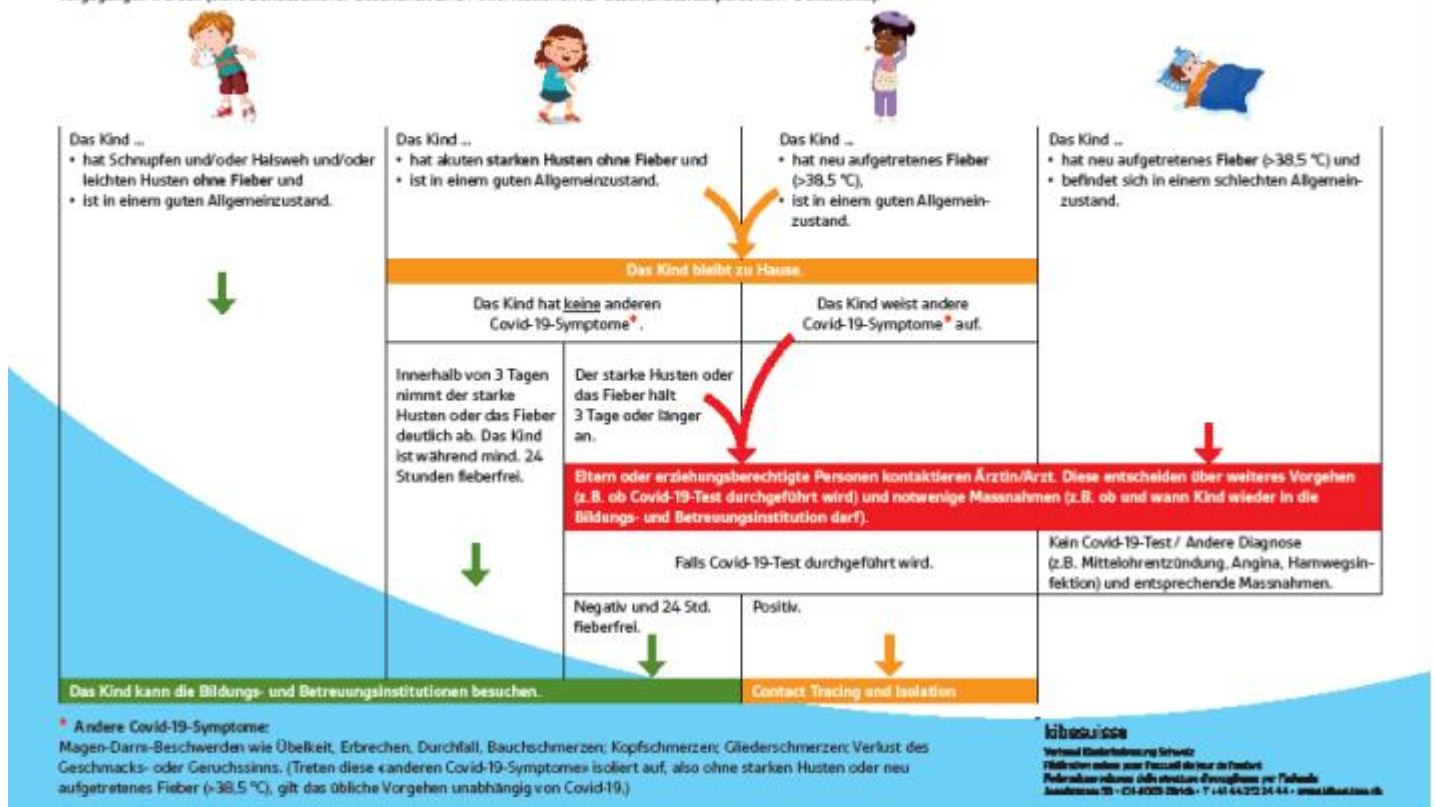 Das Kind ...
• hat Schnupfen und/oder Halsweh und/oder
leichten Husten ohne Fieber und
• ist in einem guten Allgemeinzustand.
Das Kind ...
• hat akuten starken Husten ohne Fieber und
• ist in einem guten Allgemeinzustand.
Das Kind ...
• hat neu aufgetretenes Fieber
(>38,5 °C),
• ist in einem guten Allgemein-
zustand.
Das Kind ...
• hat neu aufgetretenes Fieber (>38,5 °C) und
• befindet sich in einem schlechten Allgemein-
zustand.
Das Kind bleibt zu Hause.
Das Kind hat keine anderen
Covid-19-Symptome*.
Das Kind weist andere
Covid-19-Symptome* auf.
Innerhalb von 3 Tagen
nimmt der starke
Husten oder das Fieber
deutlich ab. Das Kind
ist während mind. 24
Stunden fieberfrei.
Der starke Husten oder
das Fieber hält
3 Tage oder länger
an.
Eltern oder erziehungsberechtigte Personen kontaktieren Ärztin/Arzt. Diese entscheiden über weiteres Vorgehen
(z.B. ob Covid-19-Test durchgeführt wird) und notwenige Massnahmen (z.B. ob und wann Kind wieder in die
Bildungs- und Betreuungsinstitution darf).
Falls Covid-19-Test durchgeführt wird.
Kein Covid-19-Test / Andere Diagnose
(z.B. Mittelohrentzündung, Angina, Harnwegsin-
fektion) und entsprechende Massnahmen.
Negativ und 24 Std.
fieberfrei.
Positiv.
Das Kind kann die Bildungs- und Betreuungsinstitutionen besuchen.
Contact Tracing und Isolation
* Andere Covid-19-Symptome:
Magen-Darm-Beschwerden wie Übelkeit, Erbrechen, Durchfall, Bauchschmerzen; Kopfschmerzen; Gliederschmerzen; Verlust des
Geschmacks- oder Geruchssinns. (Treten diese «anderen Covid-19-Symptome» isoliert auf, also ohne starken Husten oder neu
aufgetretenes Fieber (>38.5 °C), gilt das übliche Vorgehen unabhängig von Covid-19.)
kibesuisse
Verband Kinderbetreuung Schweiz